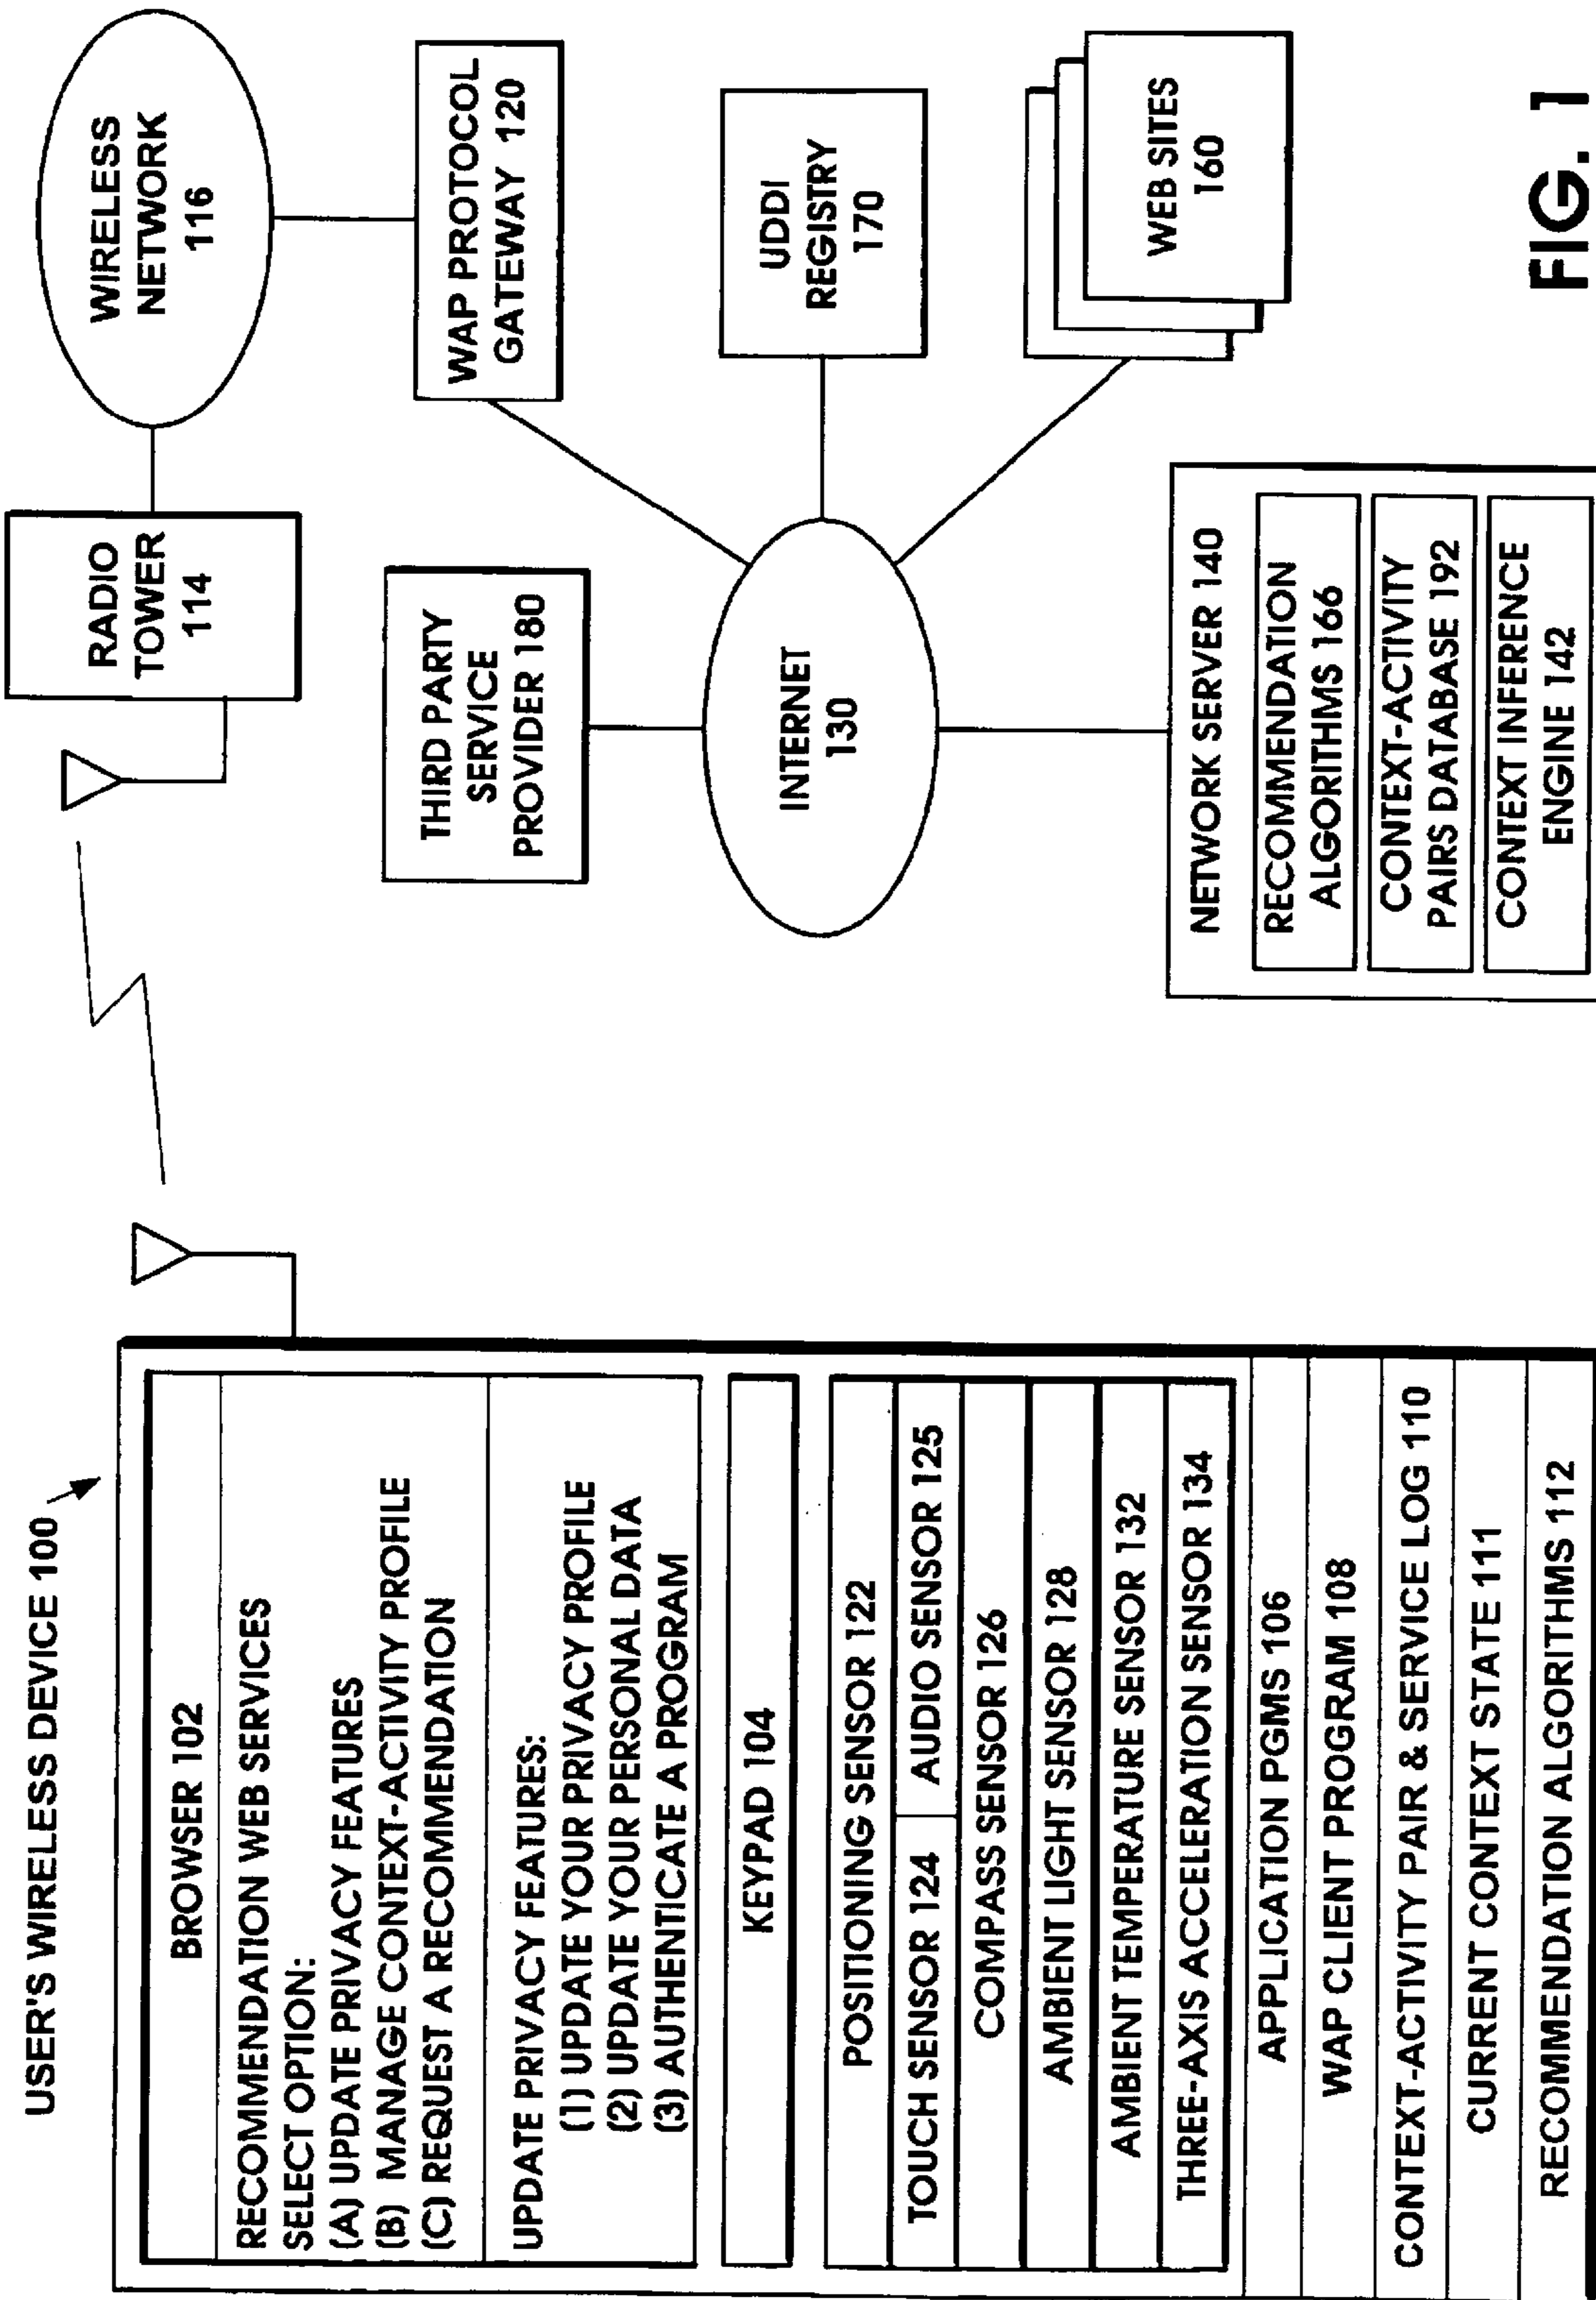 USER'S WIRELESS DEVICE 100
BROWSER 102
RECOMMENDATION WEB SERVICES
SELECT OPTION:
(A) UPDATE PRIVACY FEATURES
(B) MANAGE CONTEXT-ACTIVITY PROFILE
(C) REQUEST A RECOMMENDATION
UPDATE PRIVACY FEATURES:
(1) UPDATE YOUR PRIVACY PROFILE
(2) UPDATE YOUR PERSONAL DATA
(3) AUTHENTICATE A PROGRAM
KEYPAD 104
POSITIONING SENSOR 122
TOUCH SENSOR 124
AUDIO SENSOR 125
COMPASS SENSOR 126
AMBIENT LIGHT SENSOR 128
AMBIENT TEMPERATURE SENSOR 132
THREE-AXIS ACCELERATION SENSOR 134
APPLICATION PGMS 106
WAP CLIENT PROGRAM 108
CONTEXT-ACTIVITY PAIR & SERVICE LOG 110
CURRENT CONTEXT STATE 111
RECOMMENDATION ALGORITHMS 112
RADIO
TOWER
114
WIRELESS
NETWORK
116
THIRD PARTY
SERVICE
PROVIDER 180
WAP PROTOCOL
GATEWAY 120
INTERNET
130
UDDI
REGISTRY
170
WEB SITES
160
NETWORK SERVER 140
RECOMMENDATION
ALGORITHMS 166
CONTEXT-ACTIVITY
PAIRS DATABASE 192
CONTEXT INFERENCE
ENGINE 142
FIG. 1